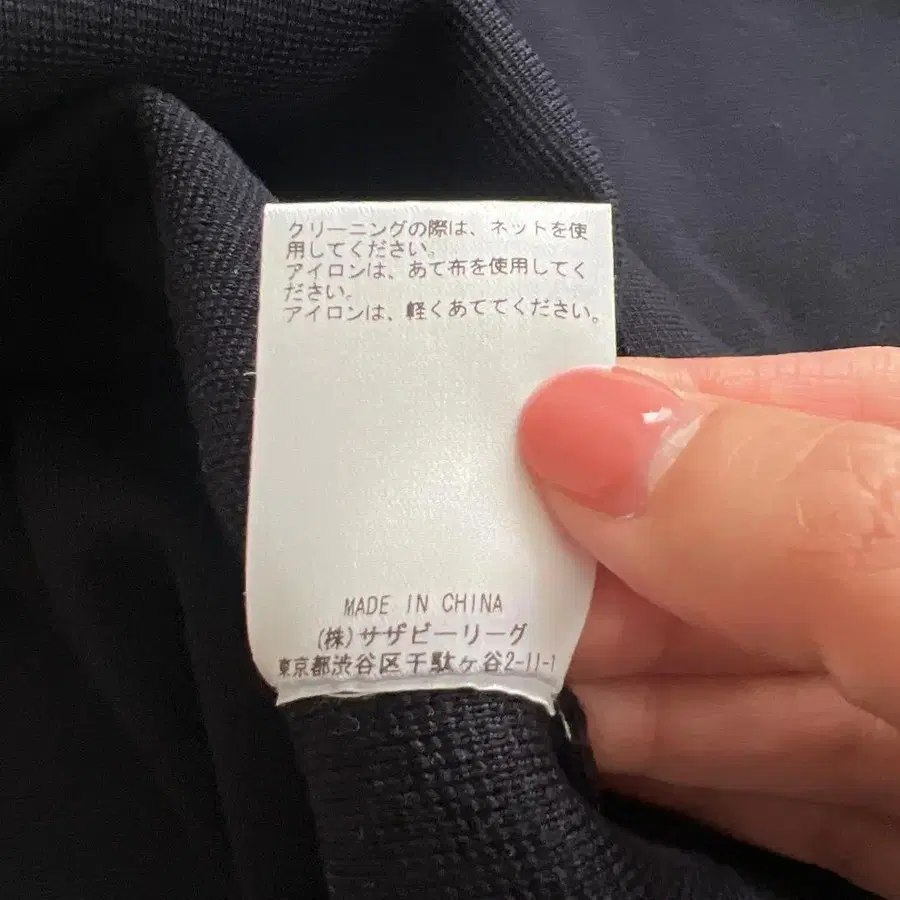 クリーニングの際は、ネットを使
用してください。
アイロンは、あて布を使用してく
ださい。
アイロンは、軽くあててください。
MADE IN CHINA
(株)サザビーリーグ
東京都渋谷区千駄ヶ谷2-11-1